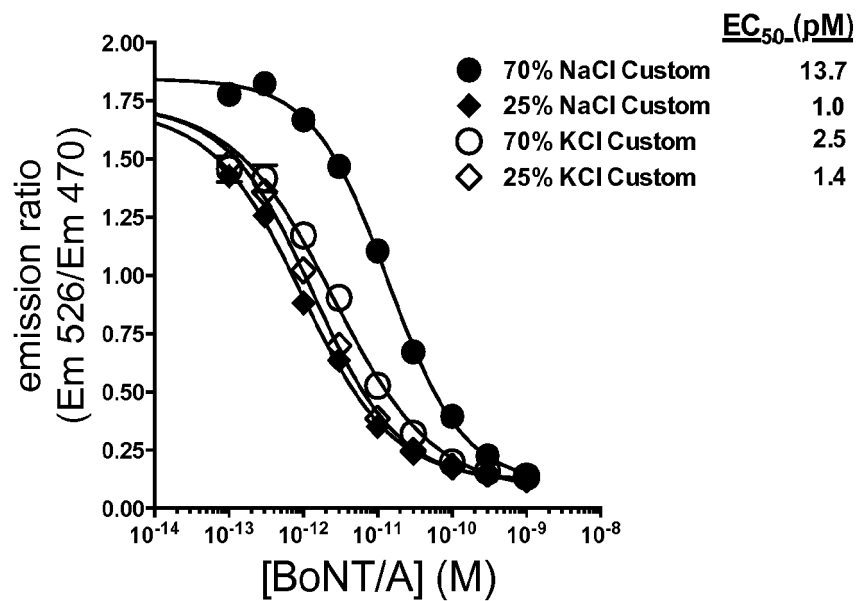 EC50 (pM)
70% NaCl Custom 13.7
25% NaCl Custom 1.0
70% KCl Custom 2.5
25% KCl Custom 1.4
emission ratio
(Em 526/Em 470)
2.00
1.75
1.50
1.25
1.00
0.75
0.50
0.25
0.00
10-14 10-13 10-12 10-11 10-10 10-9 10-8
[BoNT/A] (M)